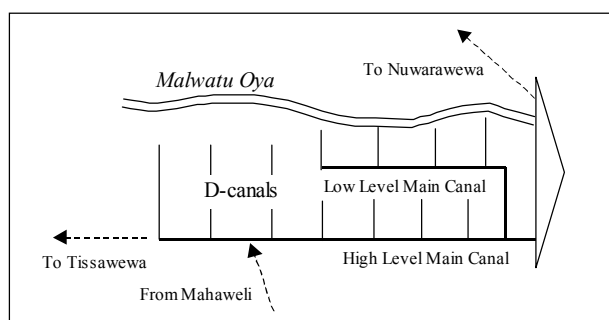 To Nuwarawewa
Malwatu Oya
D-canals
Low Level Main Canal
To Tissawewa
High Level Main Canal
From Mahaweli